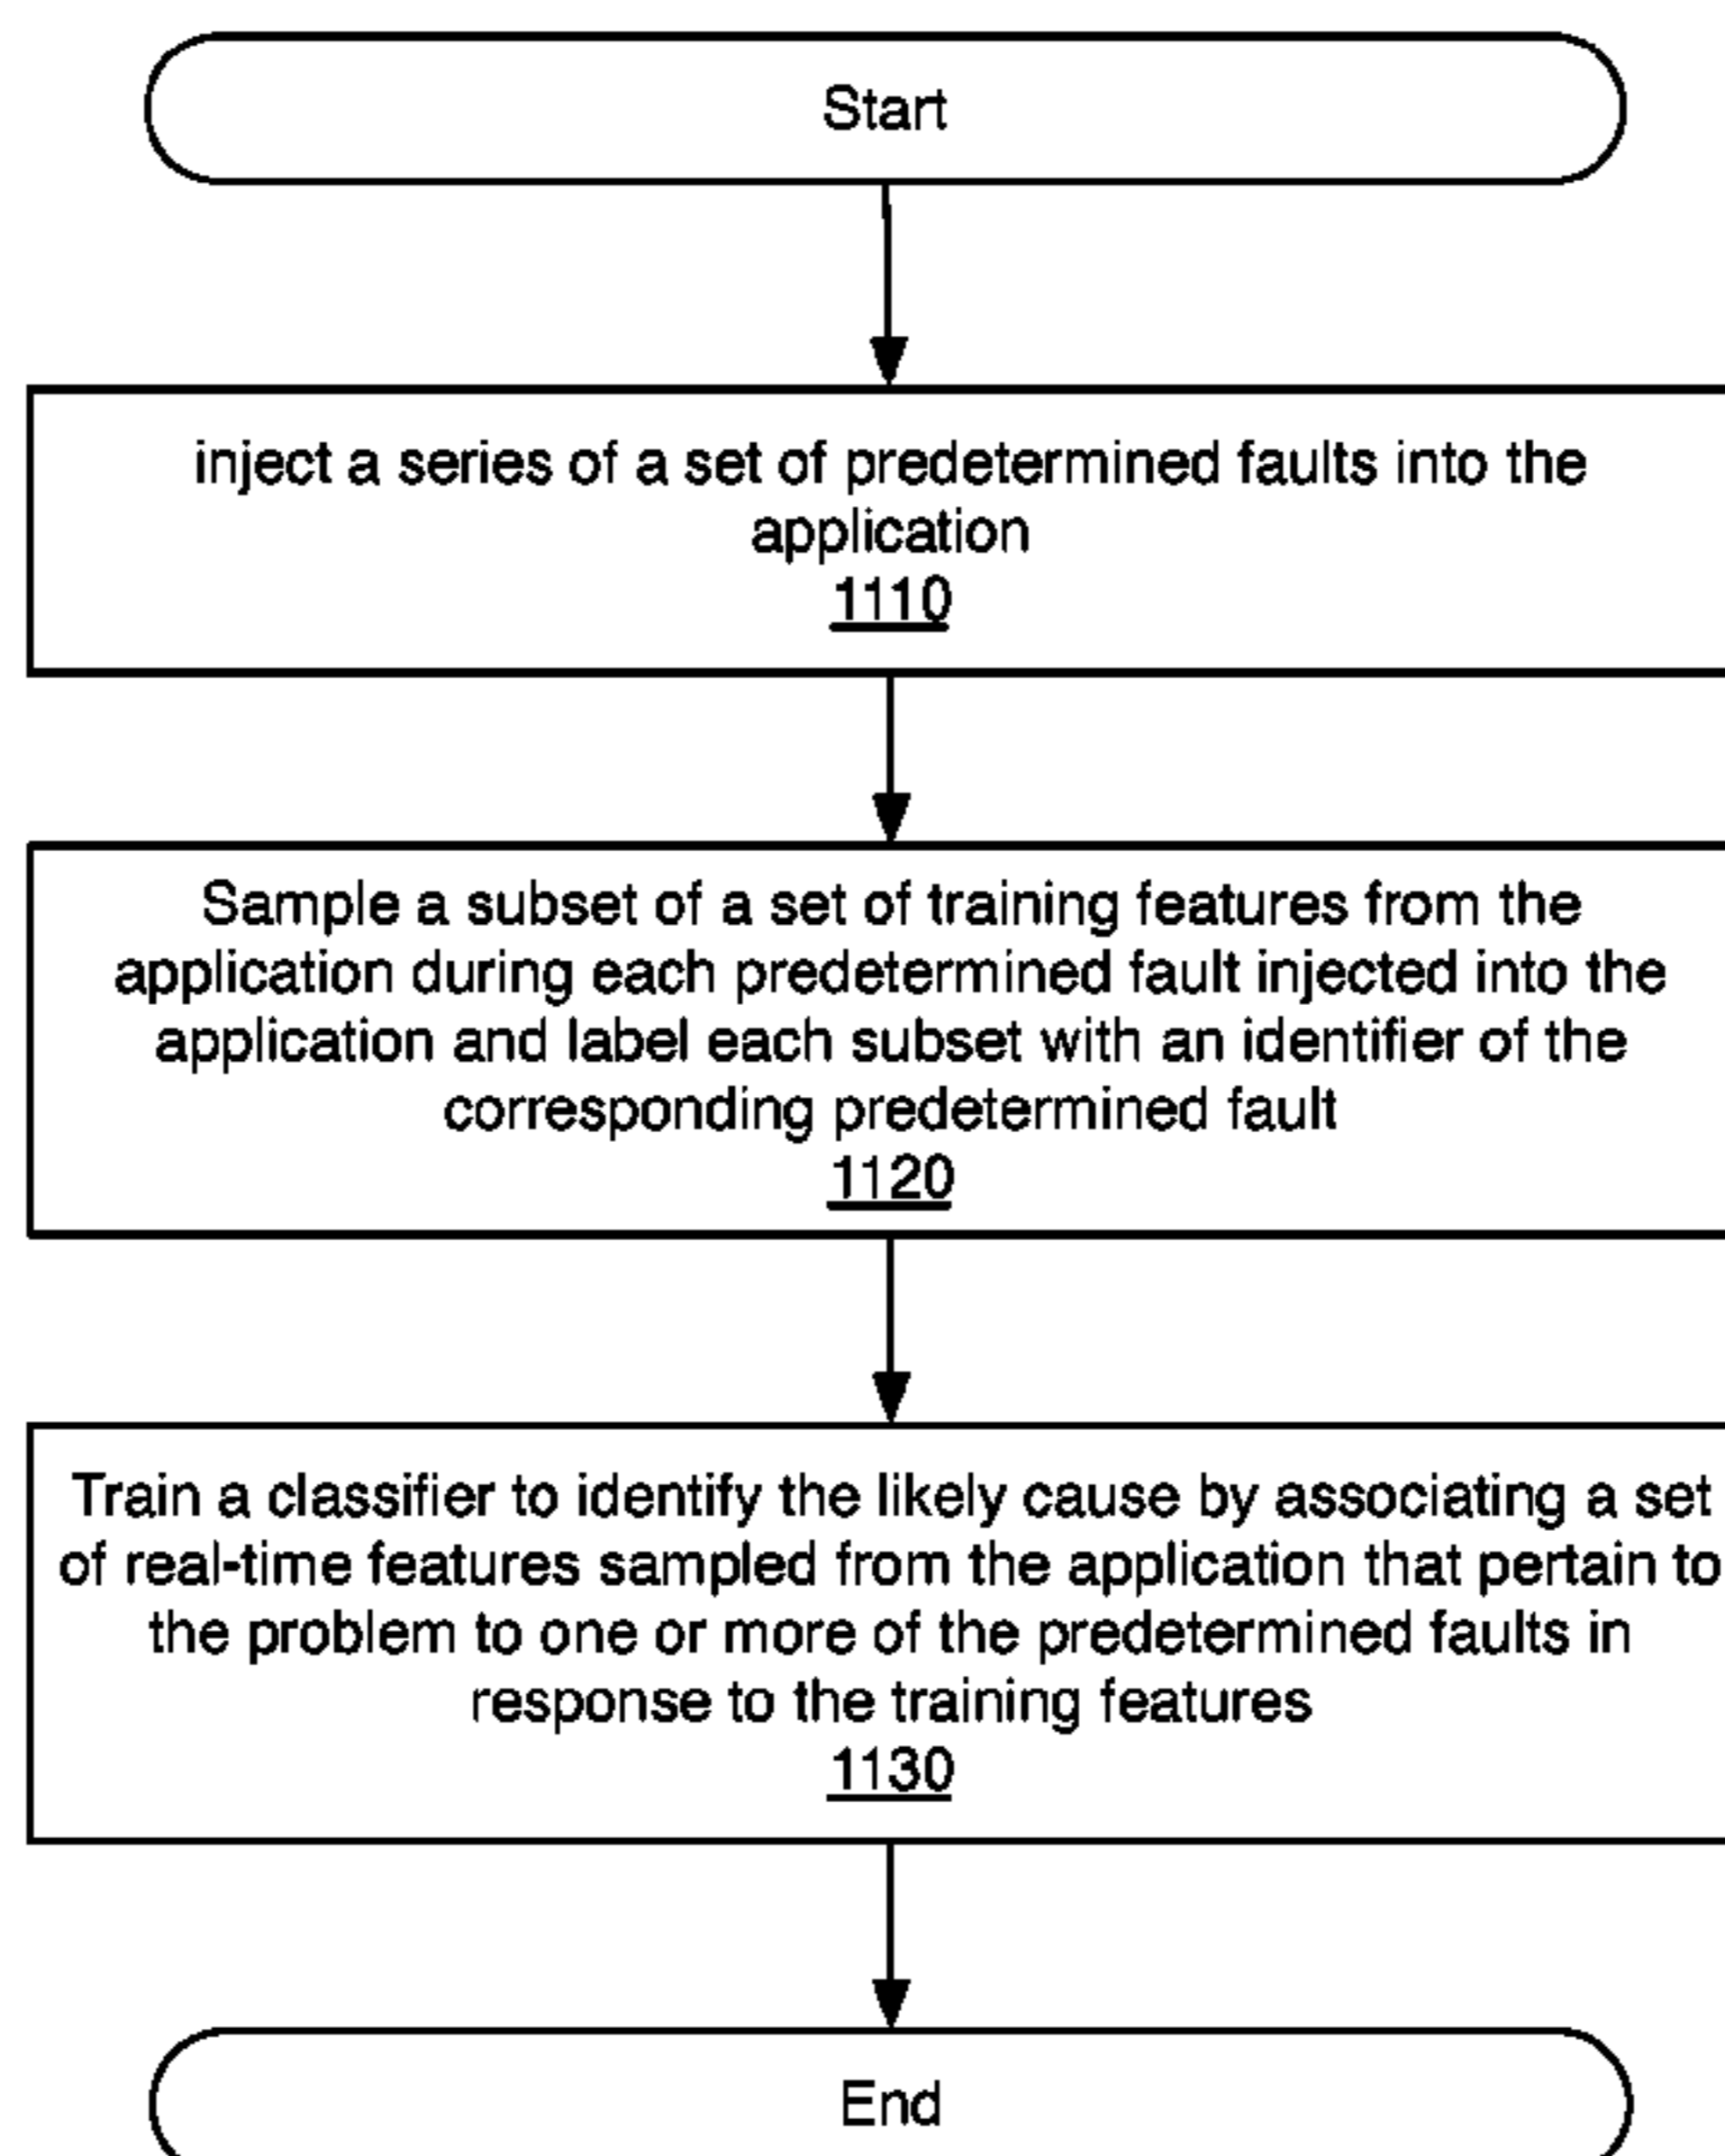 Start
inject a series of a set of predetermined faults into the
application
1110
Sample a subset of a set of training features from the
application during each predetermined fault injected into the
application and label each subset with an identifier of the
corresponding predetermined fault
1120
Train a classifier to identify the likely cause by associating a set
of real-time features sampled from the application that pertain to
the problem to one or more of the predetermined faults in
response to the training features
1130
End